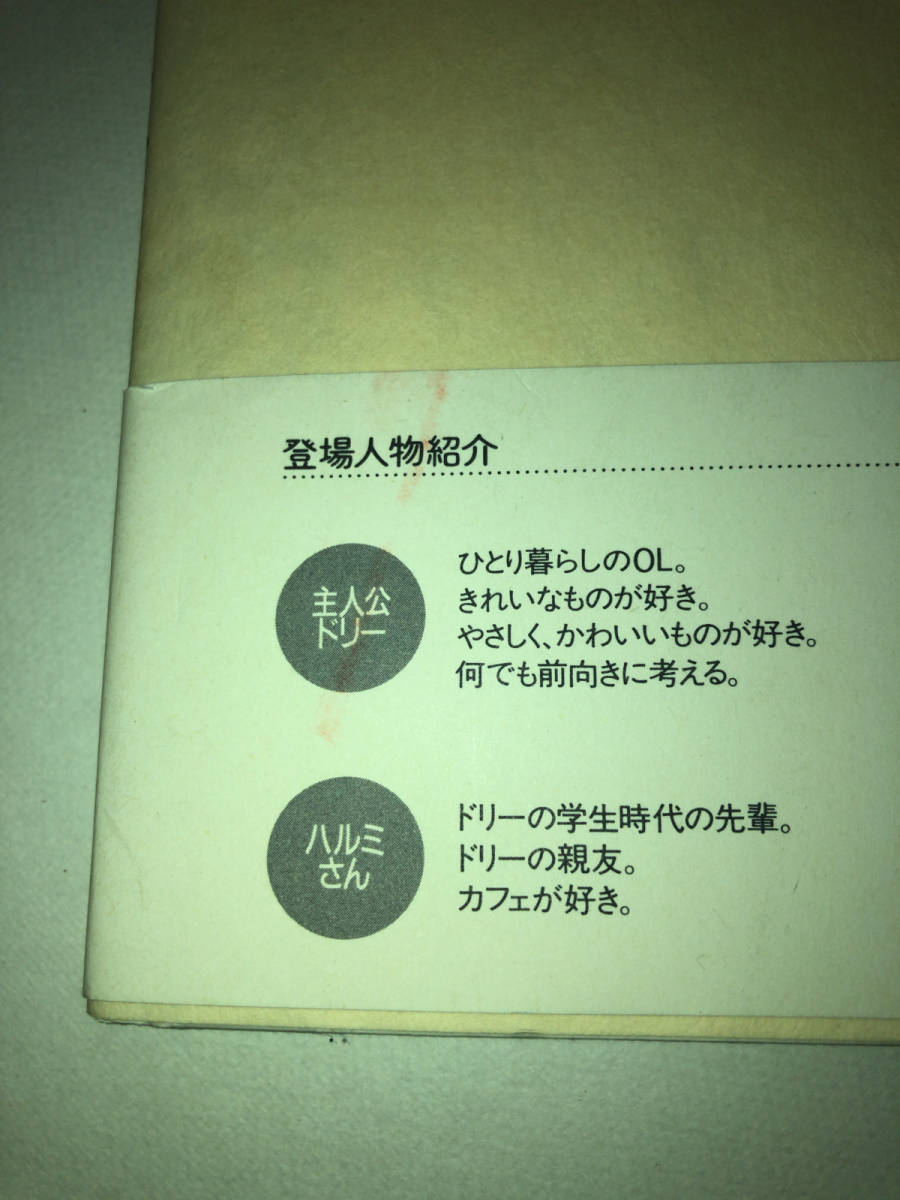 登場人物紹介
主人公
ドリー
ひとり暮らしのOL。
きれいなものが好き。
やさしく、かわいいものが好き。
何でも前向きに考える。
ハルミ
さん
ドリーの学生時代の先輩。
ドリーの親友。
カフェが好き。